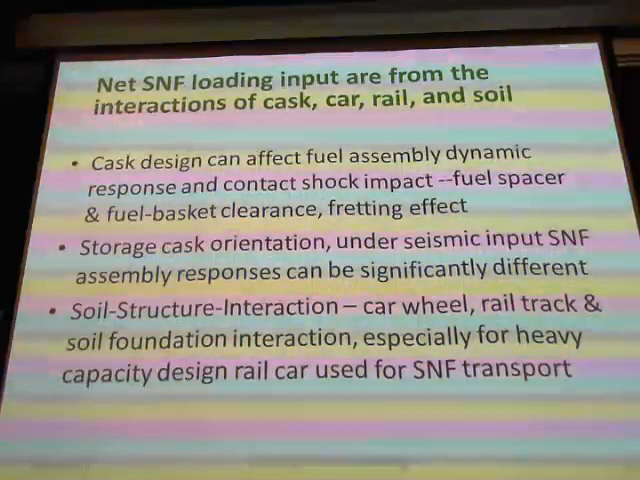 Net SNF loading input are from the
interactions of cask, car, rail, and soil
• Cask design can affect fuel assembly dynamic
response and contact shock impact --fuel spacer
& fuel-basket clearance, fretting effect
• Storage cask orientation, under seismic input SNF
assembly responses can be significantly different
• Soil-Structure-Interaction – car wheel, rail track &
soil foundation interaction, especially for heavy
capacity design rail car used for SNF transport